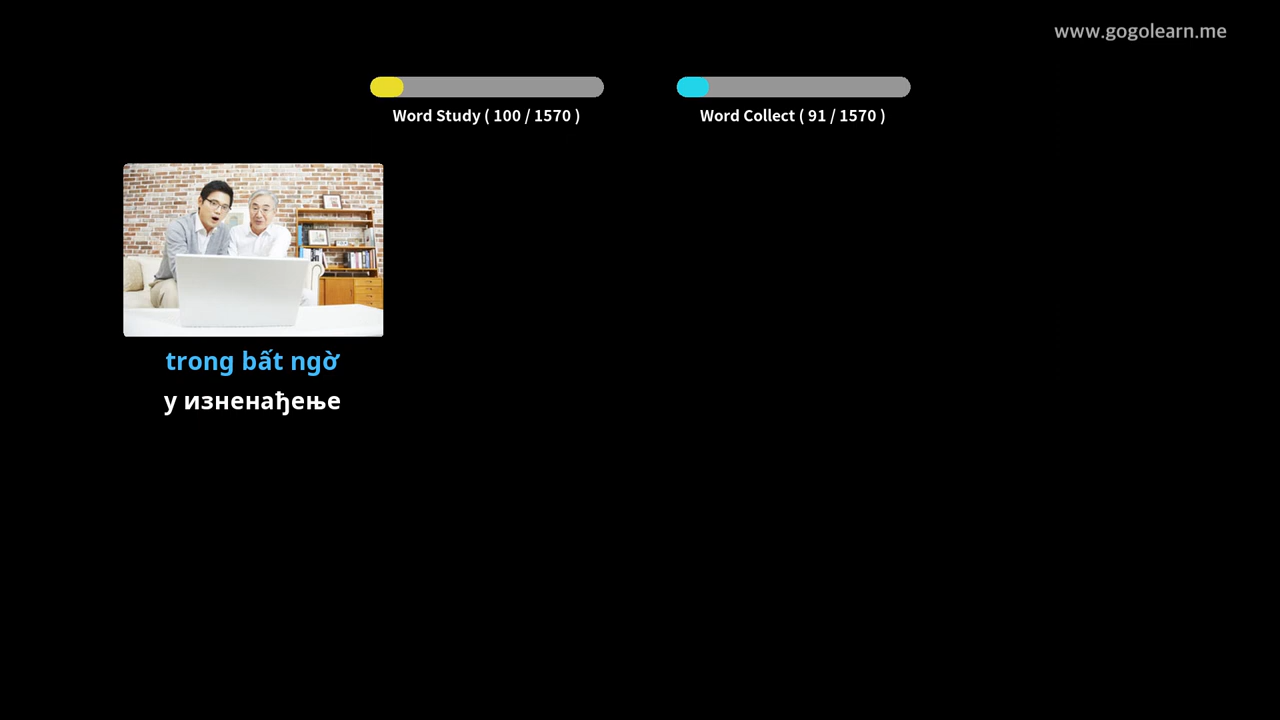 www.gogolearn.me
Word Study ( 100 / 1570 )
Word Collect ( 91 / 1570 )
trong bất ngờ
у изненађење